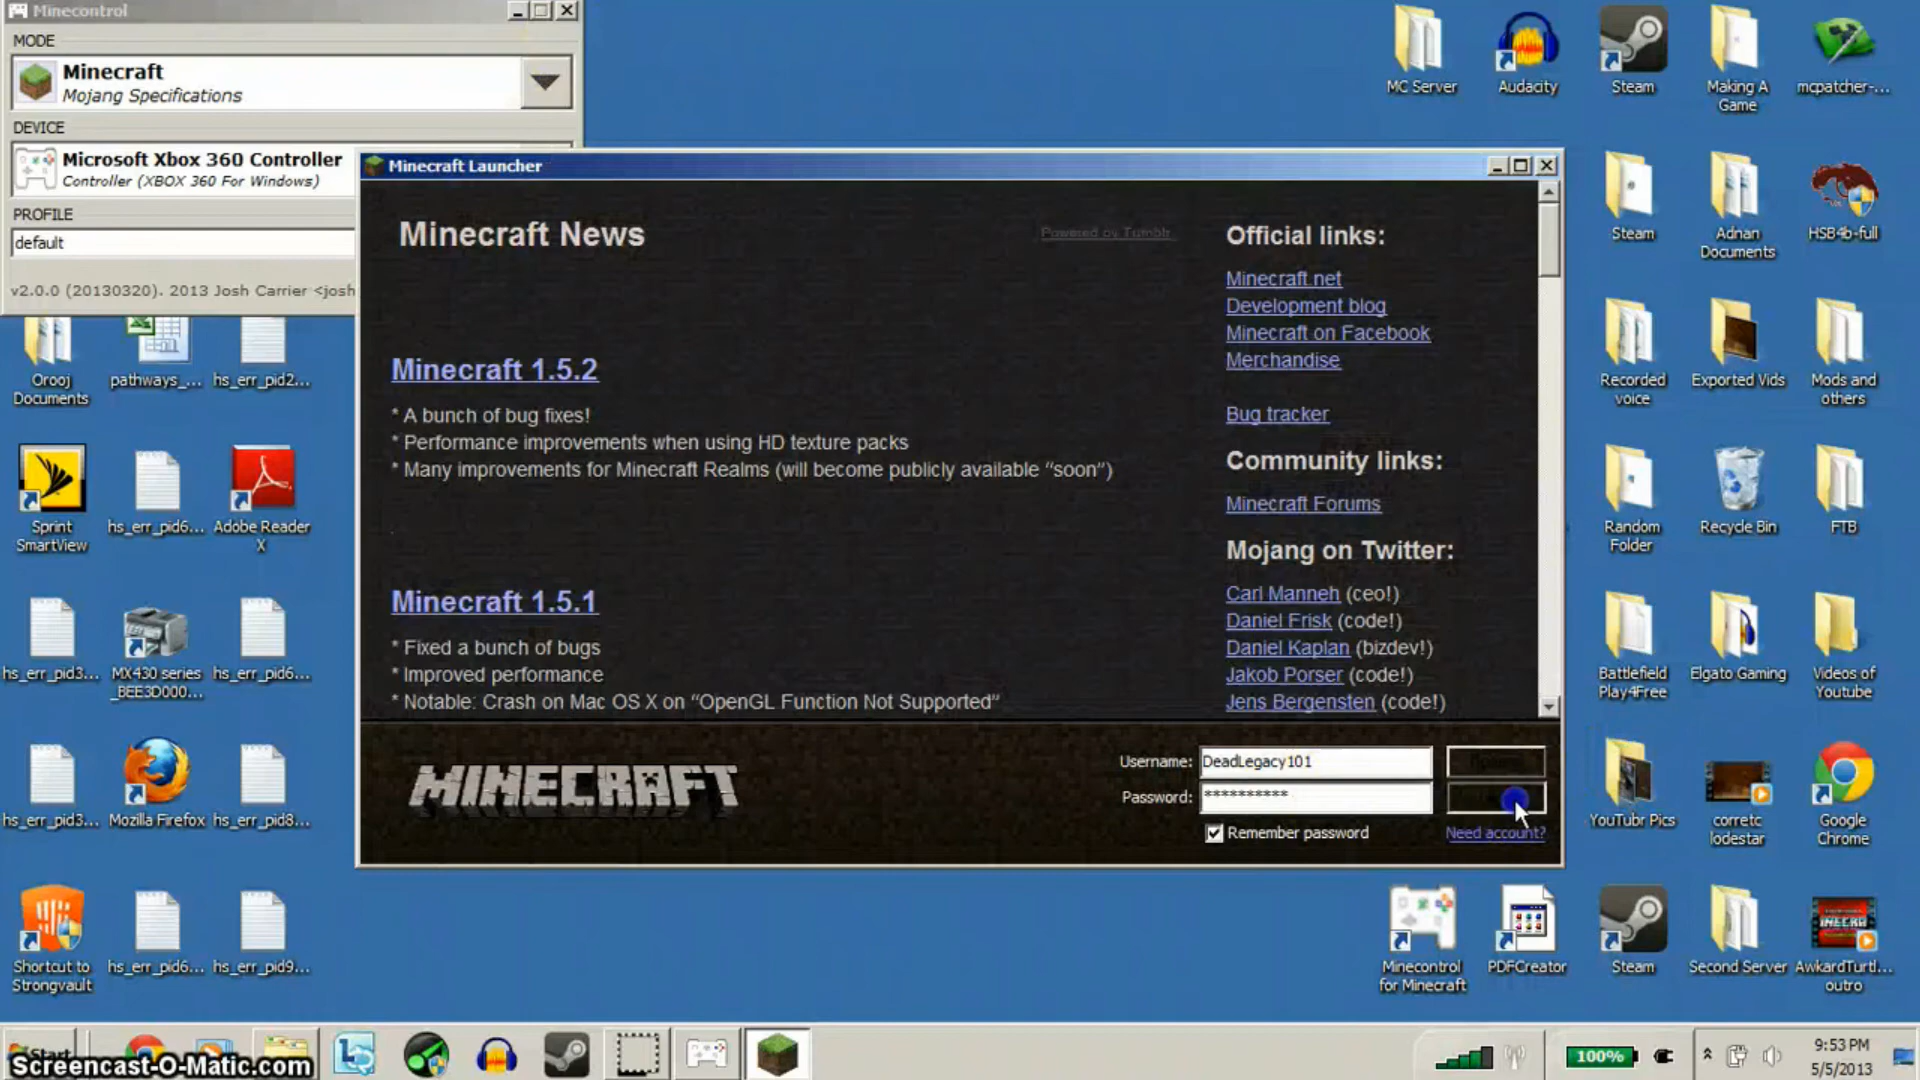 Minecontrol
MODE
Minecraft
Mojang Specifications
DEVICE
Microsoft Xbox 360 Controller
Controller (XBOX 360 For Windows)
PROFILE
default
v2.0.0 (20130320). 2013 Josh Carrier <josh
Minecraft Launcher
Minecraft News
Powered by Tumblr
Minecraft 1.5.2
* A bunch of bug fixes!
* Performance improvements when using HD texture packs
* Many improvements for Minecraft Realms (will become publicly available “soon”)
Minecraft 1.5.1
* Fixed a bunch of bugs
* Improved performance
* Notable: Crash on Mac OS X on “OpenGL Function Not Supported”
Official links:
Minecraft.net
Development blog
Minecraft on Facebook
Merchandise
Bug tracker
Community links:
Minecraft Forums
Mojang on Twitter:
Carl Manneh (ceo!)
Daniel Frisk (code!)
Daniel Kaplan (bizdev!)
Jakob Porser (code!)
Jens Bergensten (code!)
MINECRAFT
Username: DeadLegacy101
Password: **********
Remember password
Need account?
MC Server
Audacity
Steam
Making A
Game
mcpatcher-...
Steam
Adnan
Documents
HSB4b-full
Orooj
Documents
pathways_...
hs_err_pid2...
Recorded
voice
Exported Vids
Mods and
others
Sprint
SmartView
hs_err_pid6...
Adobe Reader
X
Random
Folder
Recycle Bin
FTB
hs_err_pid3...
MX430 series
_BEE3D000...
hs_err_pid6...
Battlefield
Play4Free
Elgato Gaming
Videos of
Youtube
hs_err_pid3...
Mozilla Firefox
hs_err_pid8...
YouTubr Pics
corretc
lodestar
Google
Chrome
Shortcut to
Strongvault
hs_err_pid6...
hs_err_pid9...
Minecontrol
for Minecraft
PDFCreator
Steam
Second Server
AwkardTurtl...
outro
Start
Screencast-O-Matic.com
100%
9:53 PM
5/5/2013